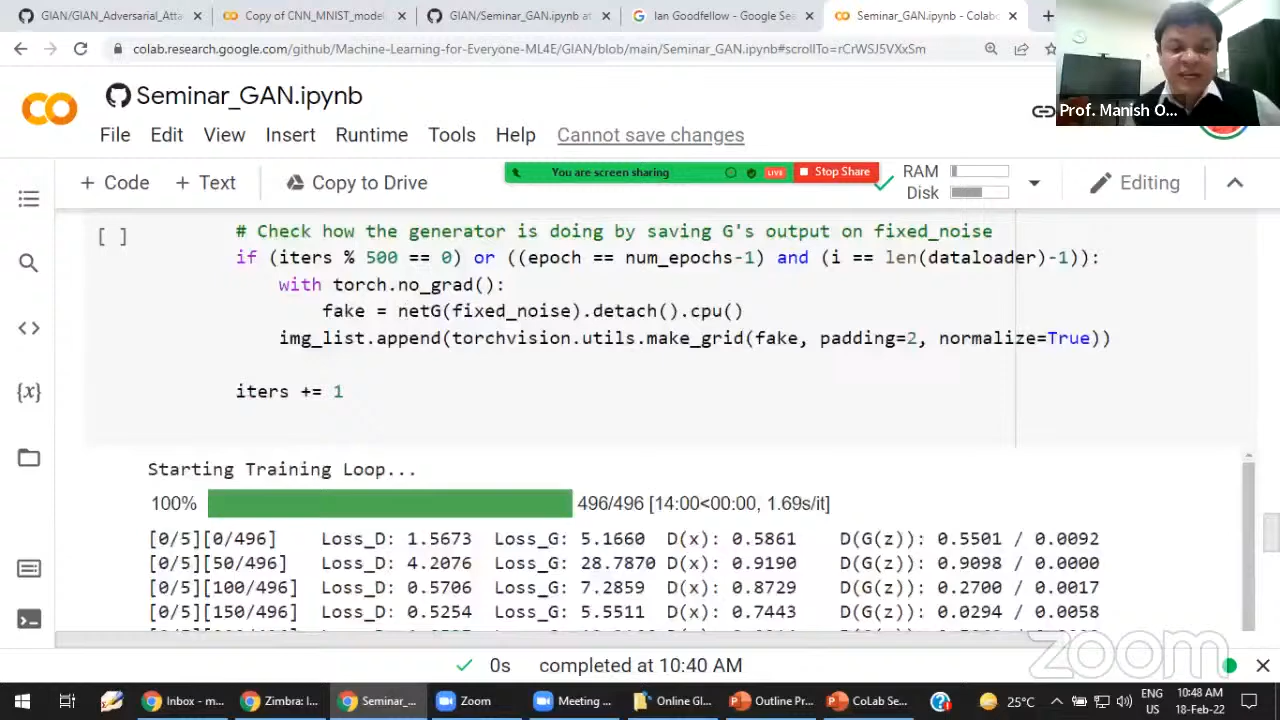 GIAN/GIAN_Adversarial_Atta
Copy of CNN_MNIST_model
GIAN/Seminar_GAN.ipynb at
Ian Goodfellow - Google Sea
Seminar_GAN.ipynb - Colabo
colab.research.google.com/github/Machine-Learning-for-Everyone-ML4E/GIAN/blob/main/Seminar_GAN.ipynb#scrollTo=rCrWSJ5VXxSm
Prof. Manish O...
Seminar_GAN.ipynb
File Edit View Insert Runtime Tools Help Cannot save changes
You are screen sharing LIVE Stop Share
+ Code + Text Copy to Drive RAM Disk Editing
[ ] # Check how the generator is doing by saving G's output on fixed_noise
if (iters % 500 == 0) or ((epoch == num_epochs-1) and (i == len(dataloader)-1)):
with torch.no_grad():
fake = netG(fixed_noise).detach().cpu()
img_list.append(torchvision.utils.make_grid(fake, padding=2, normalize=True))
iters += 1
Starting Training Loop...
100% 496/496 [14:00<00:00, 1.69s/it]
[0/5][0/496] Loss_D: 1.5673 Loss_G: 5.1660 D(x): 0.5861 D(G(z)): 0.5501 / 0.0092
[0/5][50/496] Loss_D: 4.2076 Loss_G: 28.7870 D(x): 0.9190 D(G(z)): 0.9098 / 0.0000
[0/5][100/496] Loss_D: 0.5706 Loss_G: 7.2859 D(x): 0.8729 D(G(z)): 0.2700 / 0.0017
[0/5][150/496] Loss_D: 0.5254 Loss_G: 5.5511 D(x): 0.7443 D(G(z)): 0.0294 / 0.0058
zoom
0s completed at 10:40 AM
Inbox - m...
Zimbra: I...
Seminar_...
Zoom
Meeting ...
Online Gl...
Outline Pr...
CoLab Se...
25°C
ENG
US
10:48 AM
18-Feb-22